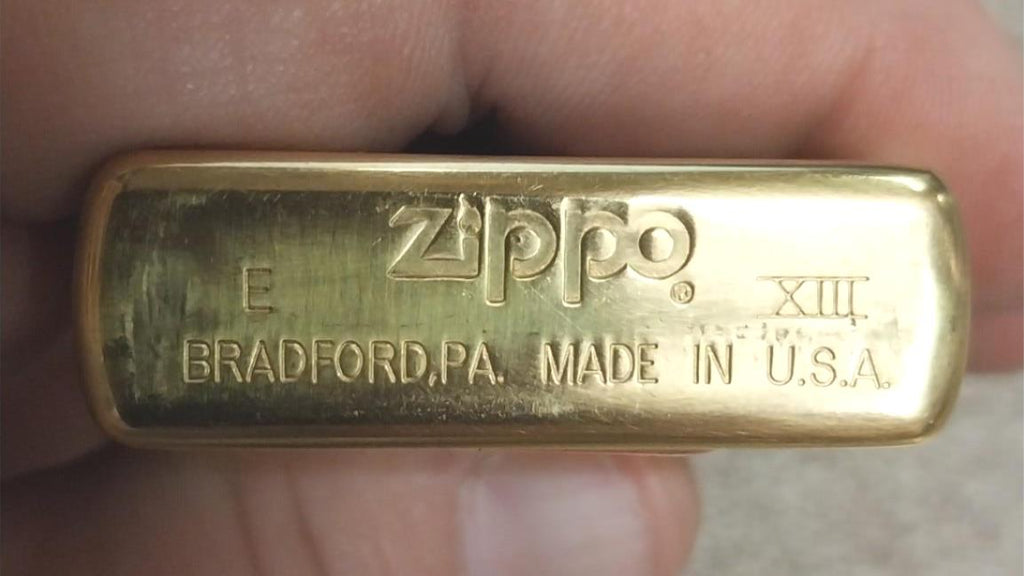 Zippo®
E XIII
BRADFORD,PA. MADE IN U.S.A.